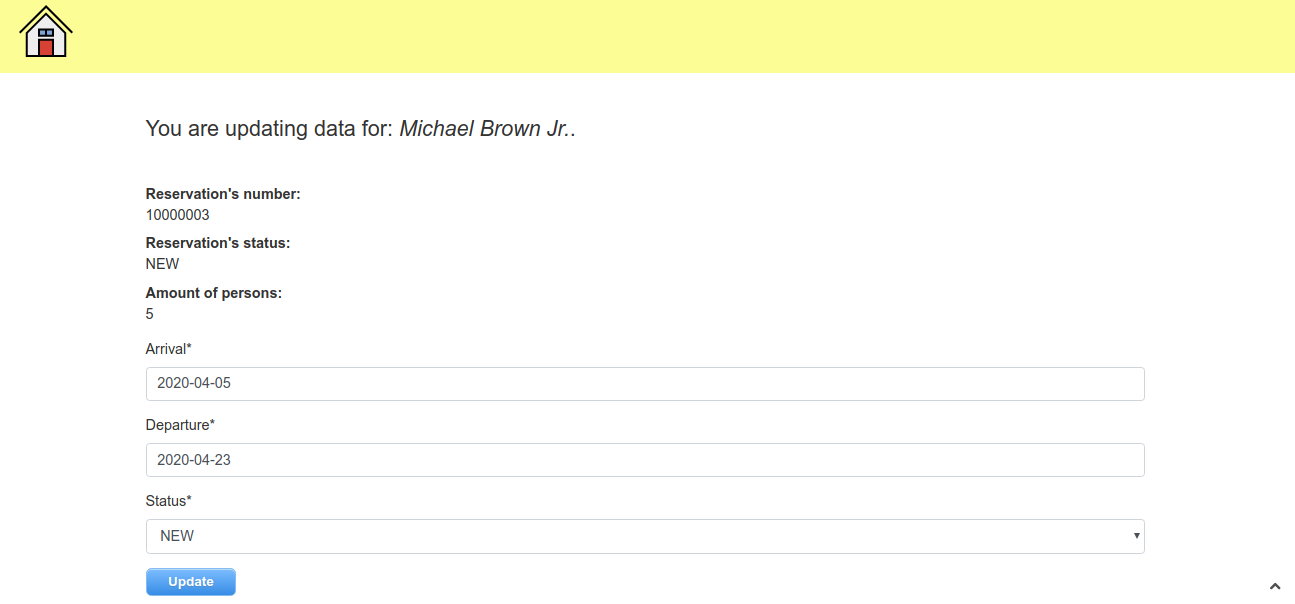 You are updating data for: Michael Brown Jr..
Reservation's number:
10000003
Reservation's status:
NEW
Amount of persons:
5
Arrival*
2020-04-05
Departure*
2020-04-23
Status*
NEW
Update